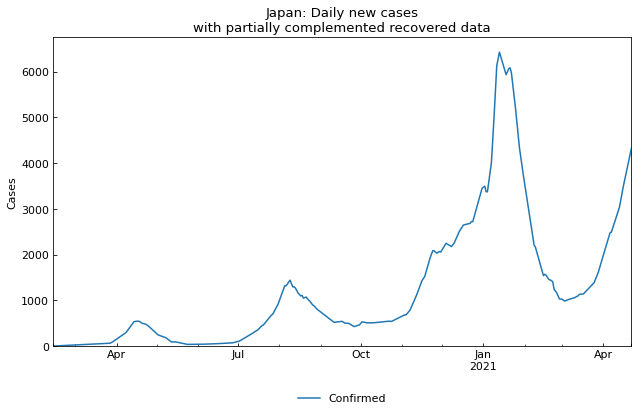 Japan: Daily new cases
with partially complemented recovered data
Cases
6000
5000
4000
3000
2000
1000
0
Apr
Jul
Oct
Jan
2021
Apr
Confirmed